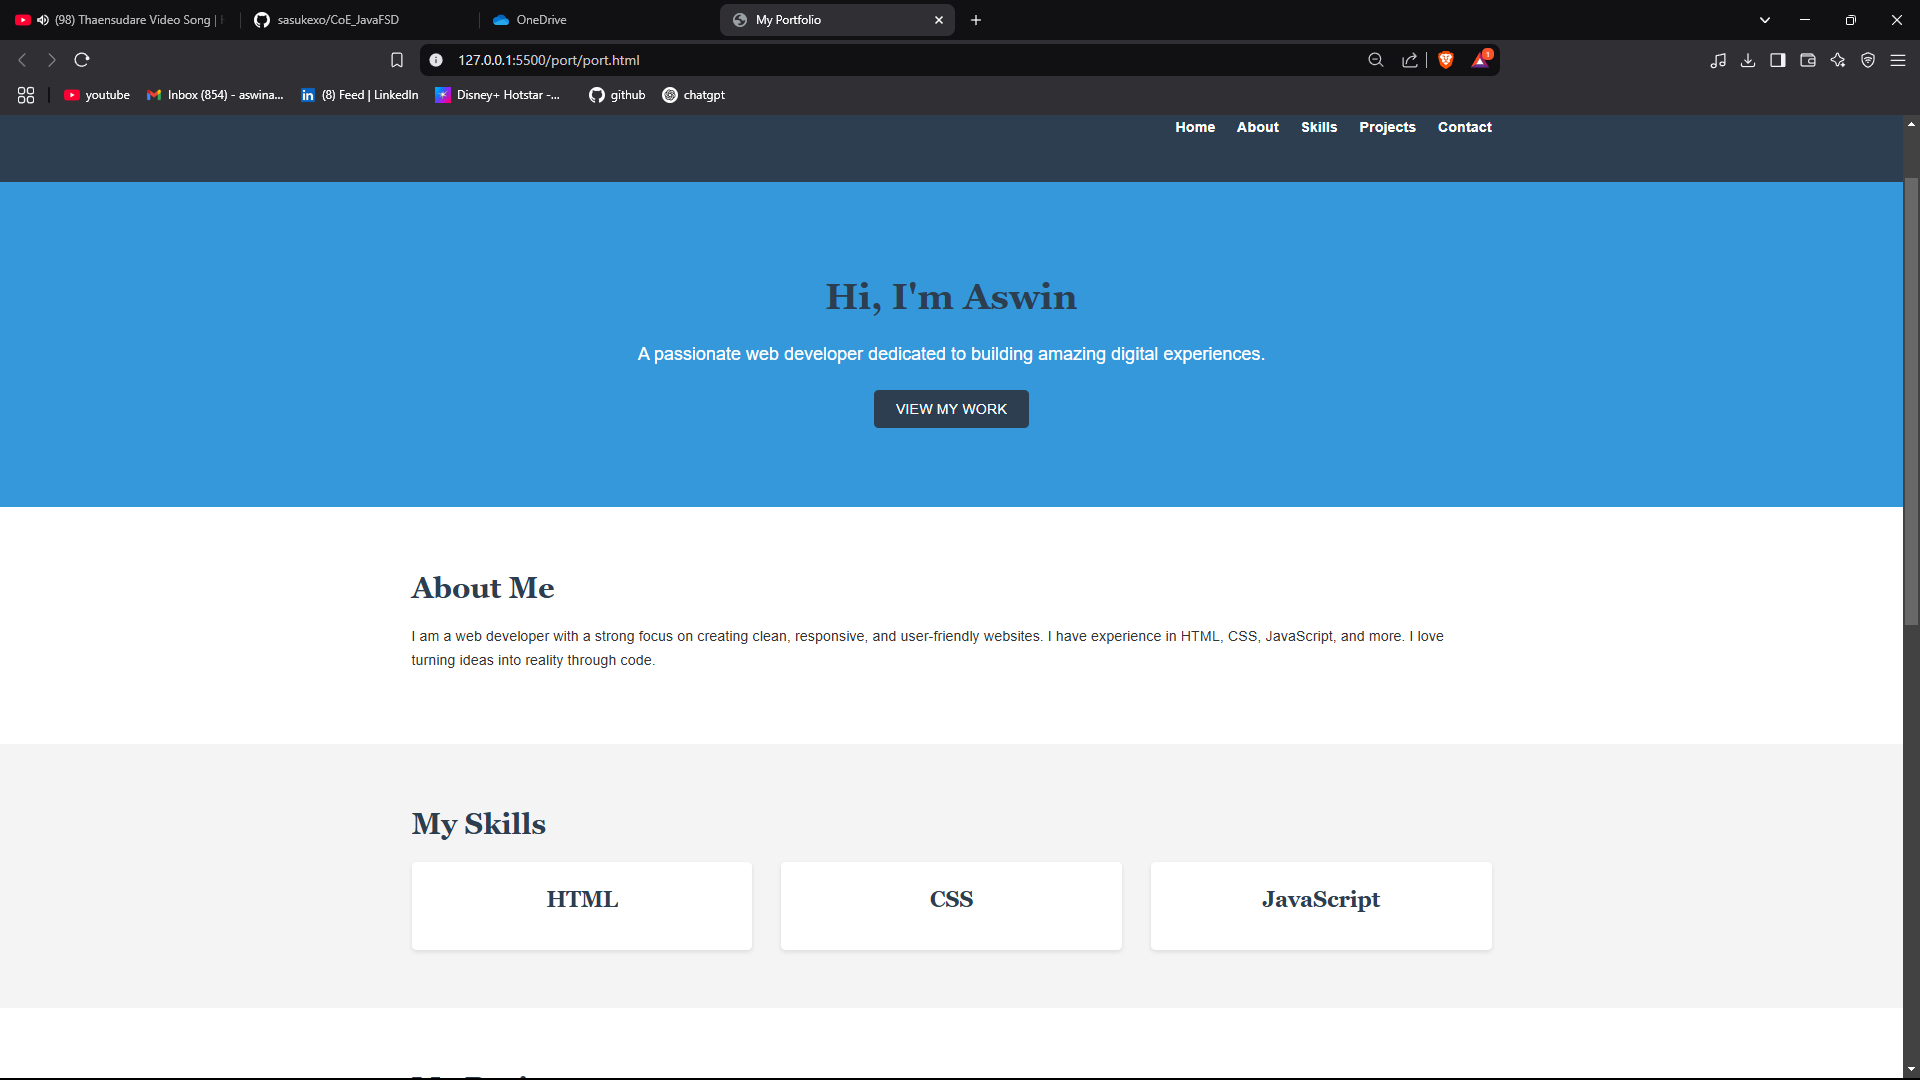 (98) Thaensudare Video Song |
sasukexo/CoE_JavaFSD
OneDrive
My Portfolio
127.0.0.1:5500/port/port.html
1
youtube
Inbox (854) - aswina...
in (8) Feed | LinkedIn
Disney+ Hotstar -...
github
chatgpt
Home About Skills Projects Contact
Hi, I'm Aswin
A passionate web developer dedicated to building amazing digital experiences.
VIEW MY WORK
About Me
I am a web developer with a strong focus on creating clean, responsive, and user-friendly websites. I have experience in HTML, CSS, JavaScript, and more. I love
turning ideas into reality through code.
My Skills
HTML
CSS
JavaScript